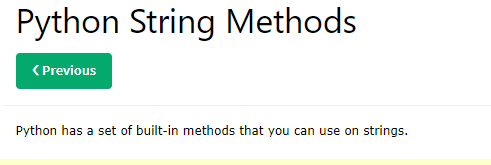 Python String Methods
❮ Previous
Python has a set of built-in methods that you can use on strings.